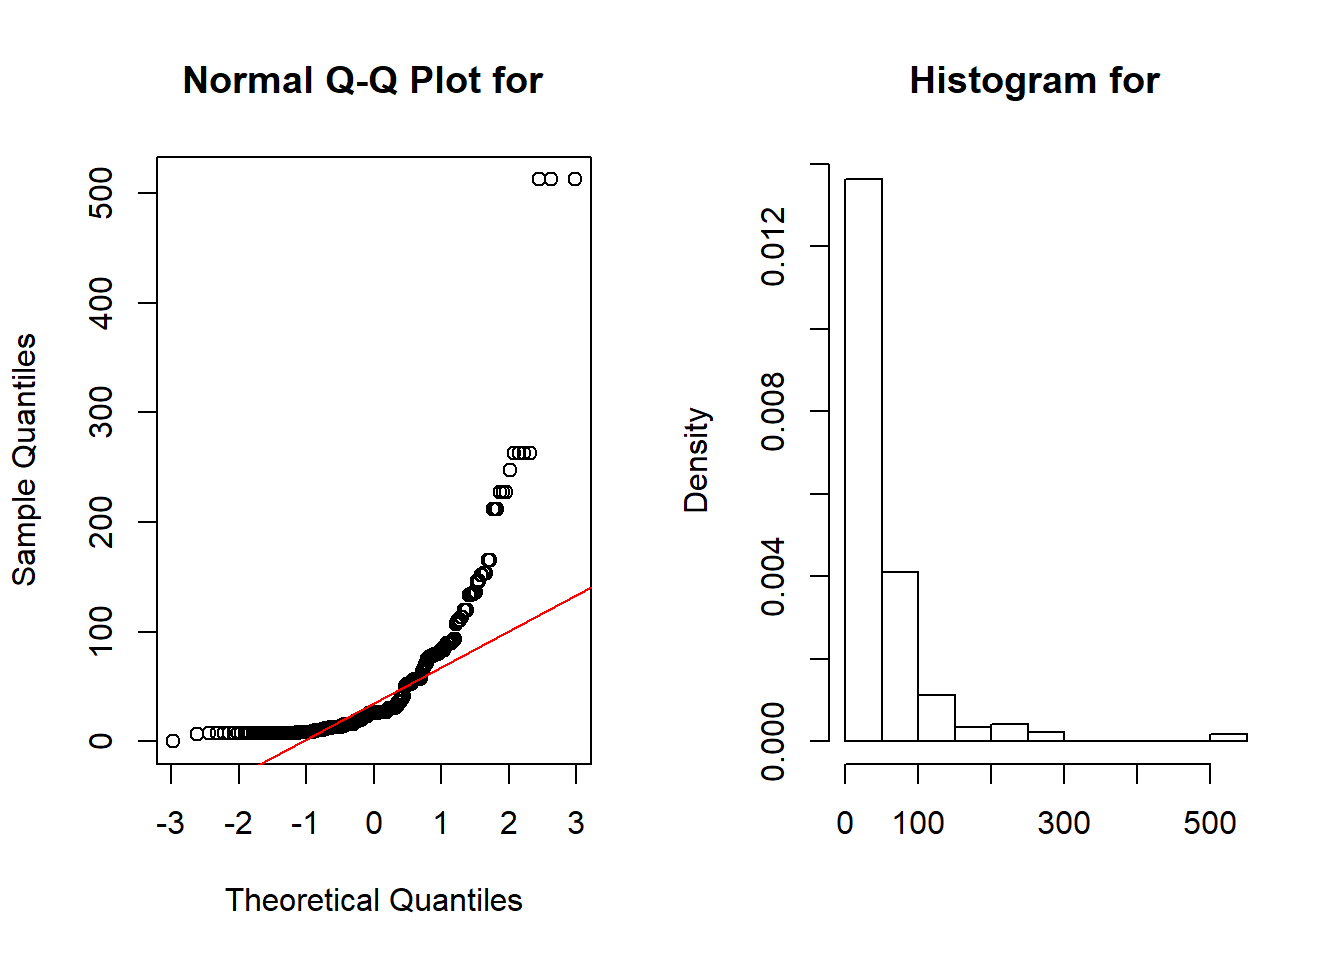 Normal Q-Q Plot for
Sample Quantiles
500
400
300
200
100
0
-3 -2 -1 0 1 2 3
Theoretical Quantiles
Histogram for
Density
0.012
0.008
0.004
0.000
0 100 300 500